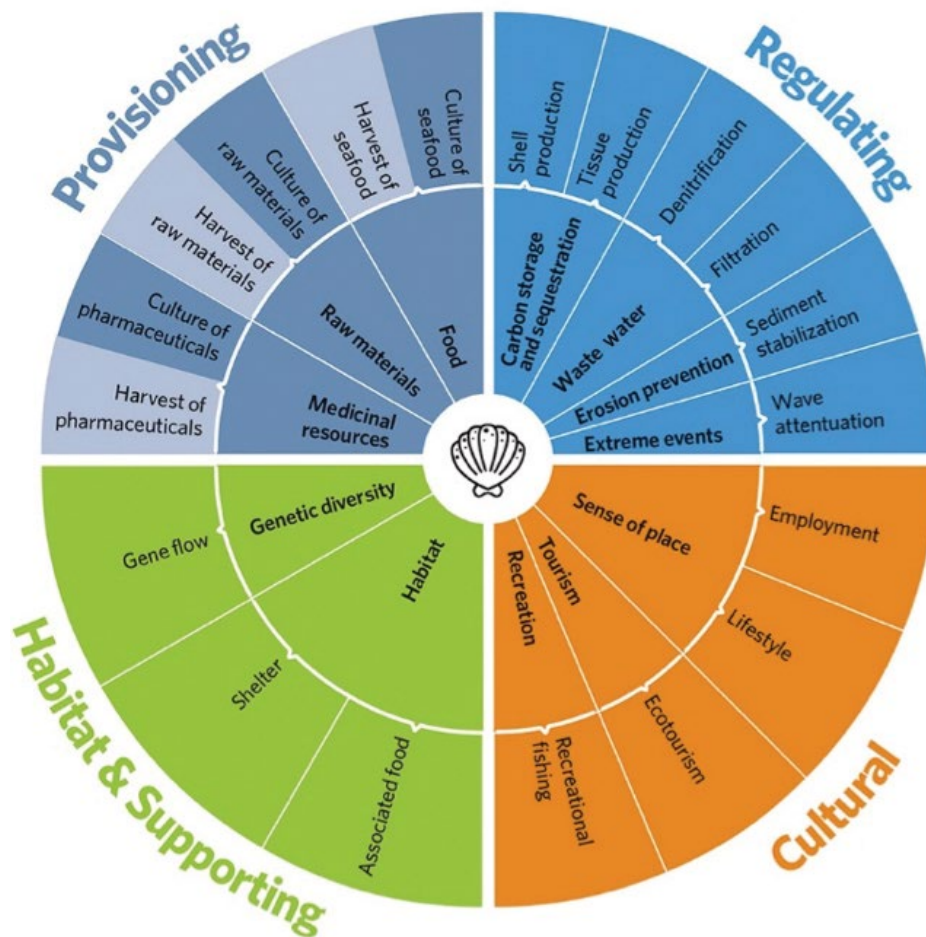 Provisioning
Culture of
seafood
Harvest of
seafood
Culture of
raw materials
Harvest of
raw materials
Culture of
pharmaceuticals
Harvest of
pharmaceuticals
Food
Raw materials
Medicinal
resources
Regulating
Shell
production
Tissue
production
Denitrification
Filtration
Sediment
stabilization
Wave
attentuation
Carbon storage
and sequestration
Waste water
Erosion prevention
Extreme events
Habitat & Supporting
Genetic diversity
Habitat
Gene flow
Shelter
Associated food
Cultural
Sense of place
Tourism
Recreation
Employment
Lifestyle
Ecotourism
Recreational
fishing